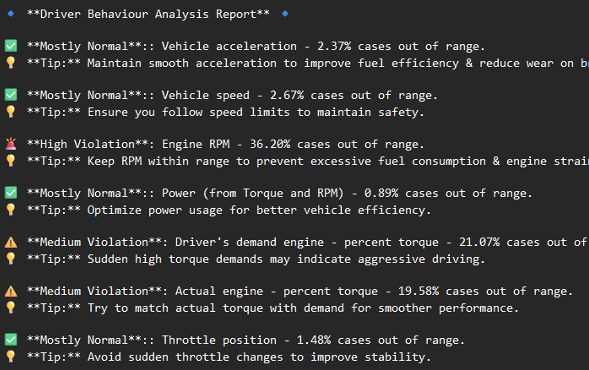 🔹 **Driver Behaviour Analysis Report** 🔹
✅ **Mostly Normal**:: Vehicle acceleration - 2.37% cases out of range.
💡 **Tip:** Maintain smooth acceleration to improve fuel efficiency & reduce wear on
✅ **Mostly Normal**:: Vehicle speed - 2.67% cases out of range.
💡 **Tip:** Ensure you follow speed limits to maintain safety.
🚨 **High Violation**: Engine RPM - 36.20% cases out of range.
💡 **Tip:** Keep RPM within range to prevent excessive fuel consumption & engine
✅ **Mostly Normal**:: Power (from Torque and RPM) - 0.89% cases out of range.
💡 **Tip:** Optimize power usage for better vehicle efficiency.
⚠️ **Medium Violation**: Driver's demand engine - percent torque - 21.07% cases out of
💡 **Tip:** Sudden high torque demands may indicate aggressive driving.
⚠️ **Medium Violation**: Actual engine - percent torque - 19.58% cases out of range.
💡 **Tip:** Try to match actual torque with demand for smoother performance.
✅ **Mostly Normal**:: Throttle position - 1.48% cases out of range.
💡 **Tip:** Avoid sudden throttle changes to improve stability.